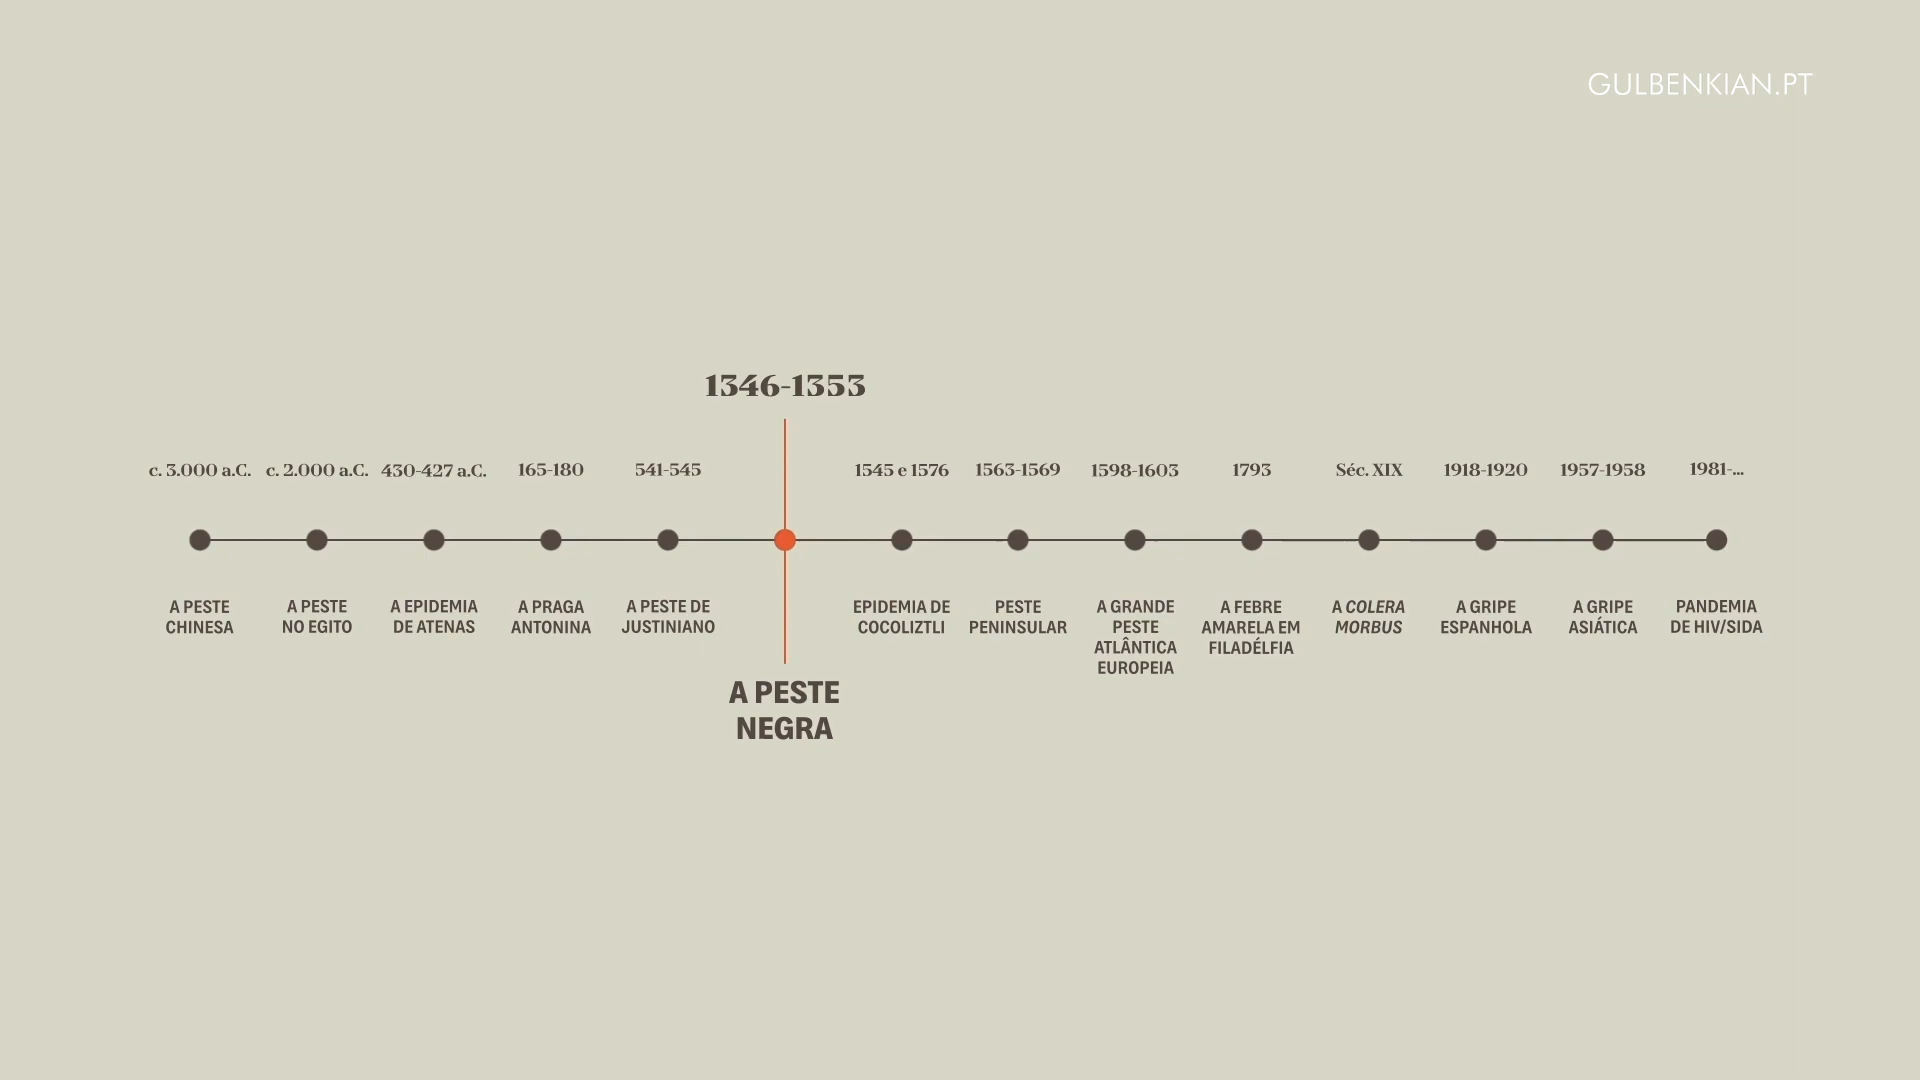 GULBENKIAN.PT
1346-1353
c. 3.000 a.C.
c. 2.000 a.C.
430-427 a.C.
165-180
541-545
1545 e 1576
1563-1569
1598-1603
1793
Séc. XIX
1918-1920
1957-1958
1981-...
A PESTE
CHINESA
A PESTE
NO EGITO
A EPIDEMIA
DE ATENAS
A PRAGA
ANTONINA
A PESTE DE
JUSTINIANO
A PESTE
NEGRA
EPIDEMIA DE
COCOLIZTLI
PESTE
PENINSULAR
A GRANDE
PESTE
ATLÂNTICA
EUROPEIA
A FEBRE
AMARELA EM
FILADÉLFIA
A COLERA
MORBUS
A GRIPE
ESPANHOLA
A GRIPE
ASIÁTICA
PANDEMIA
DE HIV/SIDA